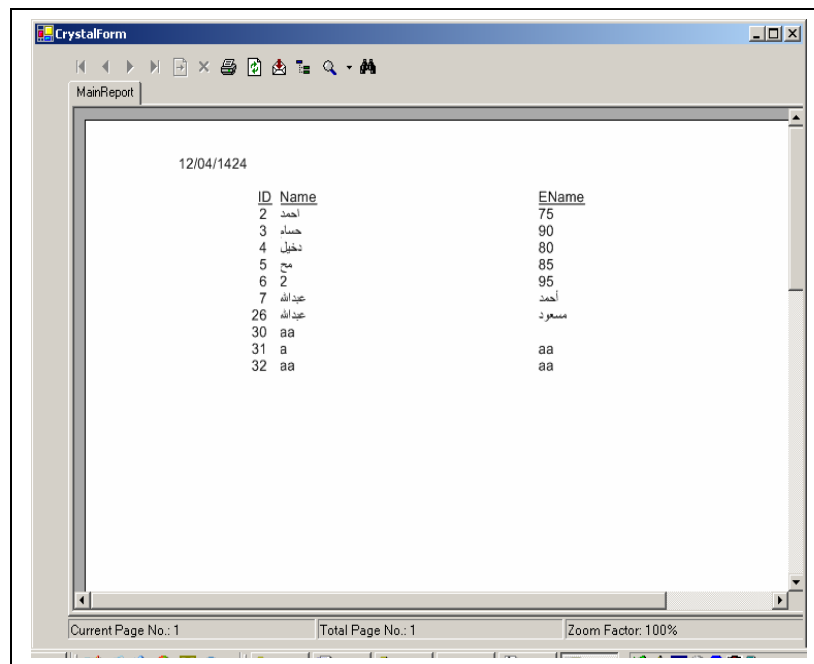 CrystalForm
MainReport
12/04/1424
ID Name EName
2 احمد 75
3 حساه 90
4 دخيل 80
5 مح 85
6 2 95
7 عبدالله أحمد
26 عبدالله مسعود
30 aa
31 a aa
32 aa aa
Current Page No.: 1 Total Page No.: 1 Zoom Factor: 100%